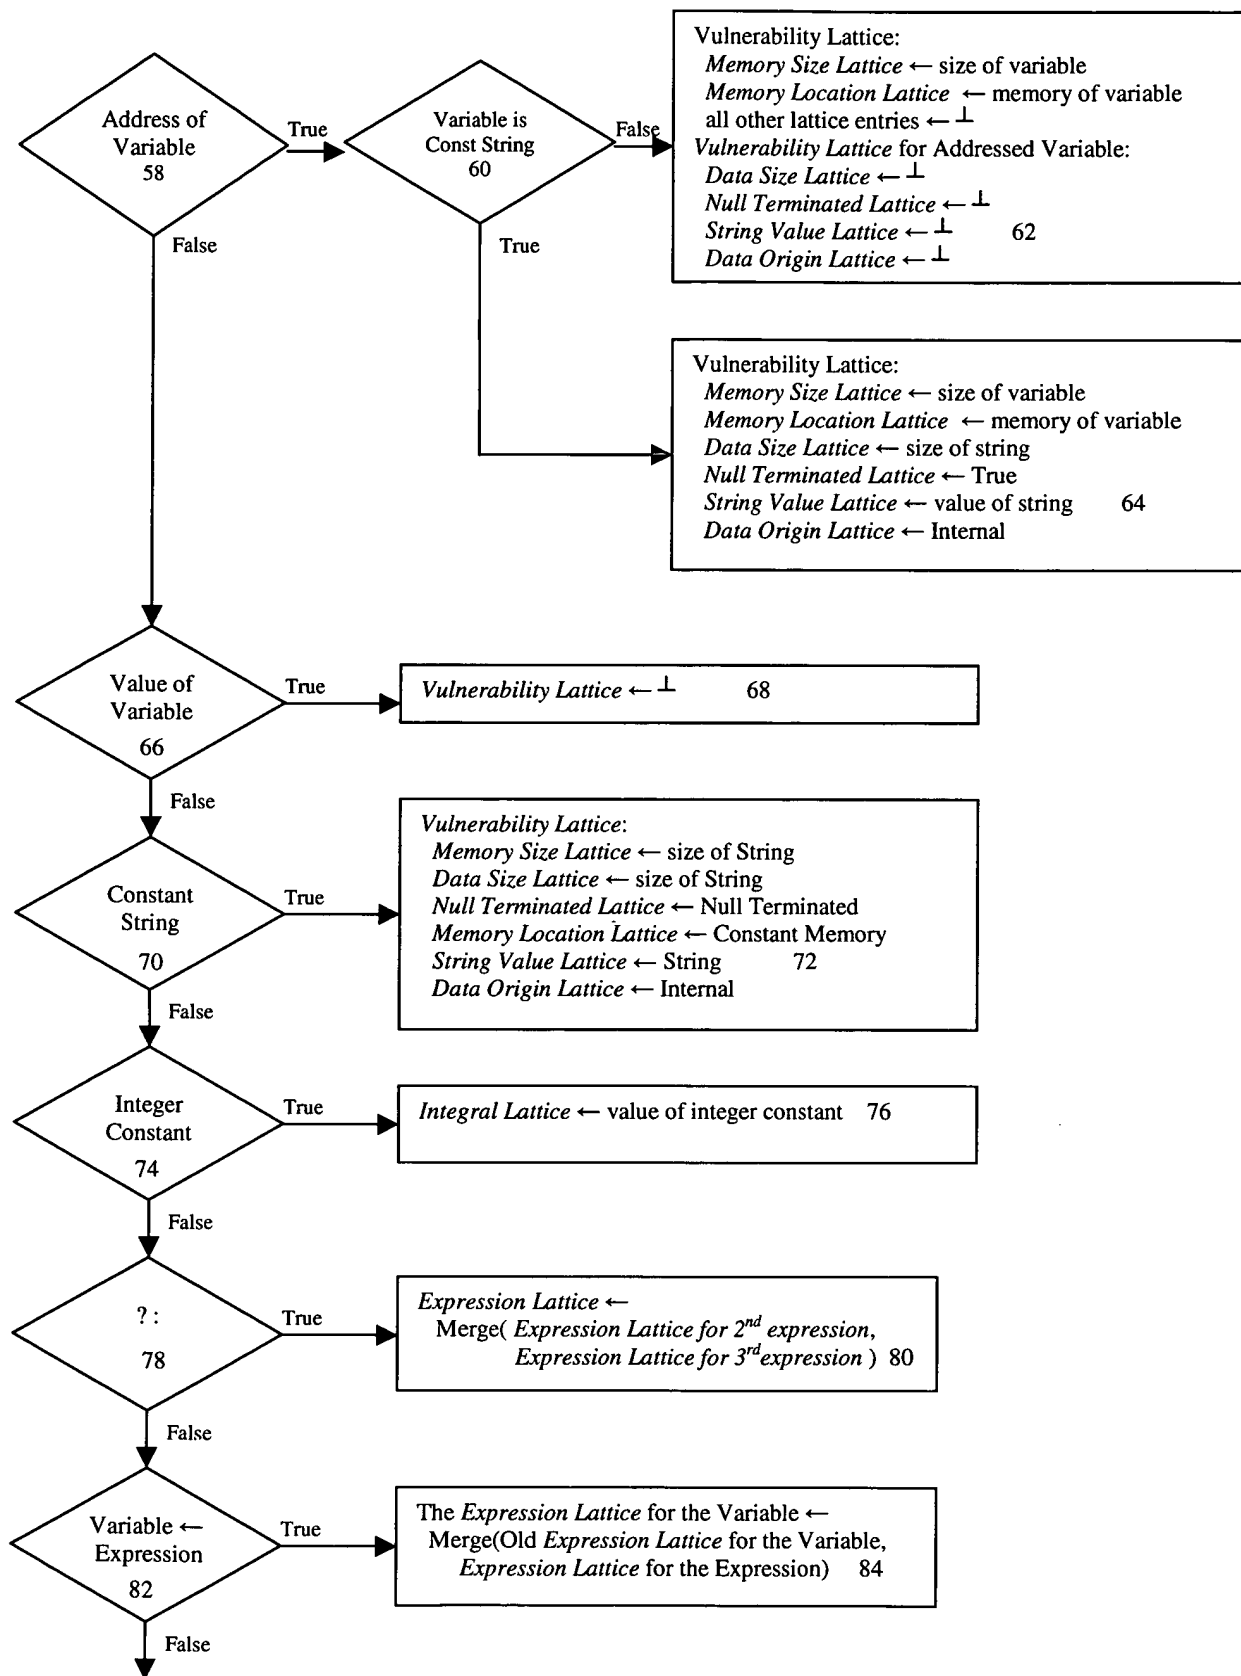 Address of
Variable
58
True
Variable is
Const String
60
False
Vulnerability Lattice:
Memory Size Lattice ← size of variable
Memory Location Lattice ← memory of variable
all other lattice entries ← ⊥
Vulnerability Lattice for Addressed Variable:
Data Size Lattice ← ⊥
Null Terminated Lattice ← ⊥
String Value Lattice ← ⊥ 62
Data Origin Lattice ← ⊥
False
True
Vulnerability Lattice:
Memory Size Lattice ← size of variable
Memory Location Lattice ← memory of variable
Data Size Lattice ← size of string
Null Terminated Lattice ← True
String Value Lattice ← value of string 64
Data Origin Lattice ← Internal
Value of
Variable
66
True
Vulnerability Lattice ← ⊥ 68
False
Constant
String
70
True
Vulnerability Lattice:
Memory Size Lattice ← size of String
Data Size Lattice ← size of String
Null Terminated Lattice ← Null Terminated
Memory Location Lattice ← Constant Memory
String Value Lattice ← String 72
Data Origin Lattice ← Internal
False
Integer
Constant
74
True
Integral Lattice ← value of integer constant 76
False
? :
78
True
Expression Lattice ←
Merge( Expression Lattice for 2nd expression,
Expression Lattice for 3rd expression ) 80
False
Variable ←
Expression
82
True
The Expression Lattice for the Variable ←
Merge(Old Expression Lattice for the Variable,
Expression Lattice for the Expression) 84
False